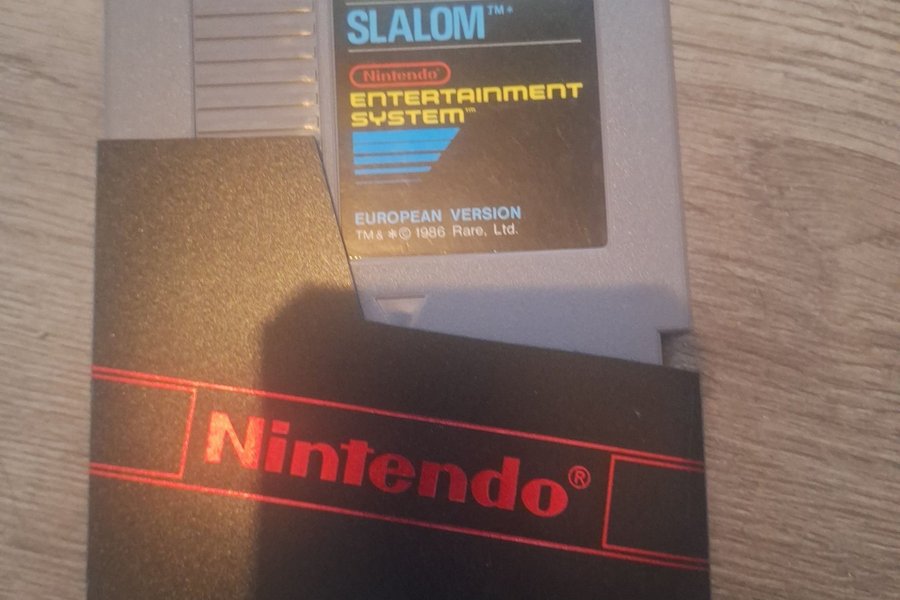 SLALOM™*
Nintendo®
ENTERTAINMENT
SYSTEM™
EUROPEAN VERSION
TM & *© 1986 Rare, Ltd.
Nintendo®